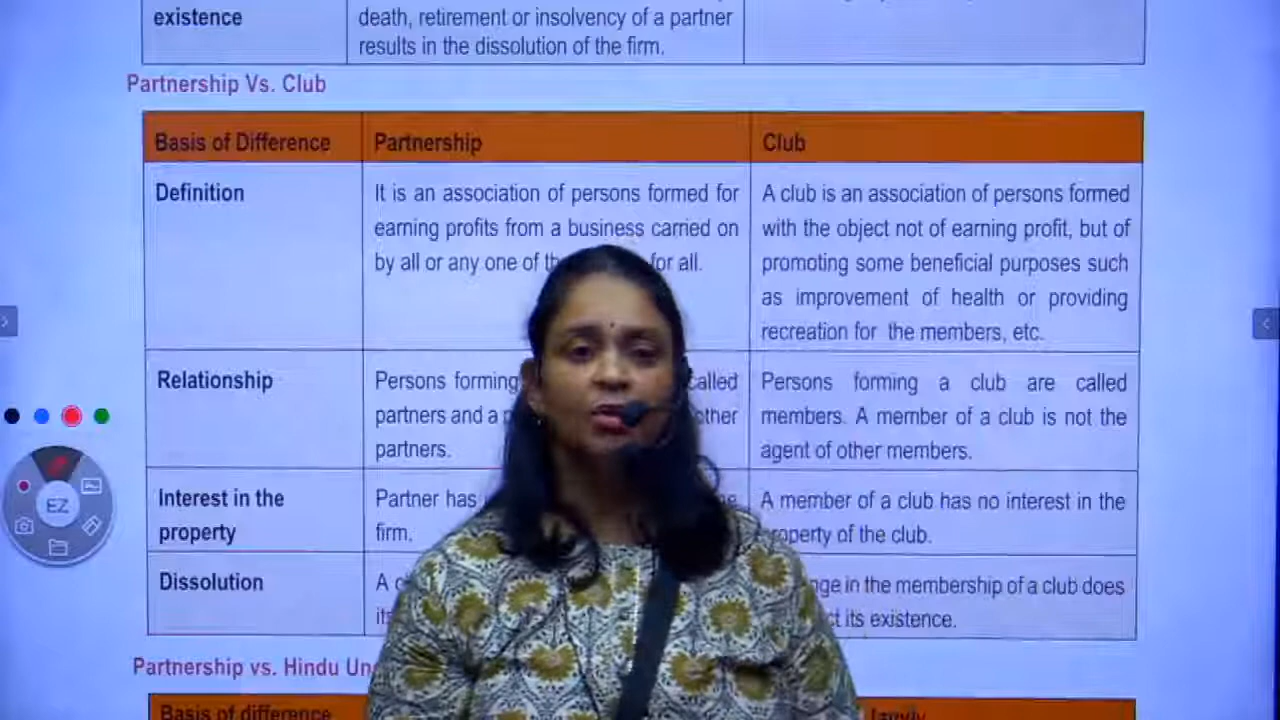 existence
death, retirement or insolvency of a partner
results in the dissolution of the firm.
Partnership Vs. Club
Basis of Difference
Partnership
Club
Definition
It is an association of persons formed for
earning profits from a business carried on
by all or any one of for all.
A club is an association of persons formed
with the object not of earning profit, but of
promoting some beneficial purposes such
as improvement of health or providing
recreation for the members, etc.
Relationship
Persons forming called
partners and a other
partners.
Persons forming a club are called
members. A member of a club is not the
agent of other members.
Interest in the
property
Partner has
firm.
A member of a club has no interest in the
property of the club.
Dissolution
A
in the membership of a club does
its existence.
Partnership vs. Hindu
Basis of difference
family
EZ